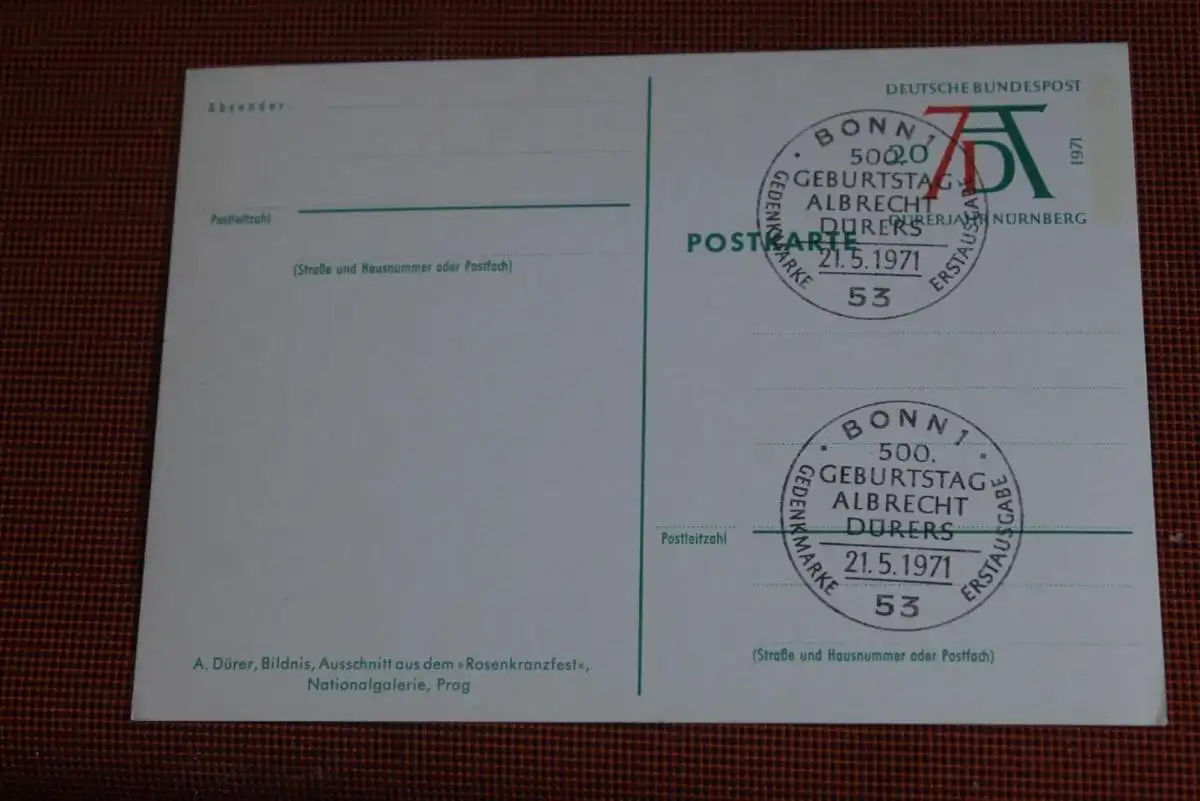 Absender:
Postleitzahl
(Straße und Hausnummer oder Postfach)
A. Dürer, Bildnis, Ausschnitt aus dem »Rosenkranzfest«,
Nationalgalerie, Prag
DEUTSCHE BUNDESPOST
20
AD
1971
DÜRERJAHR NÜRNBERG
POSTKARTE
BONN 1
500.
GEBURTSTAG
ALBRECHT
DÜRERS
21.5.1971
53
GEDENKMARKE
ERSTAUSGABE
BONN 1
500.
GEBURTSTAG
ALBRECHT
DÜRERS
21.5.1971
53
GEDENKMARKE
ERSTAUSGABE
Postleitzahl
(Straße und Hausnummer oder Postfach)